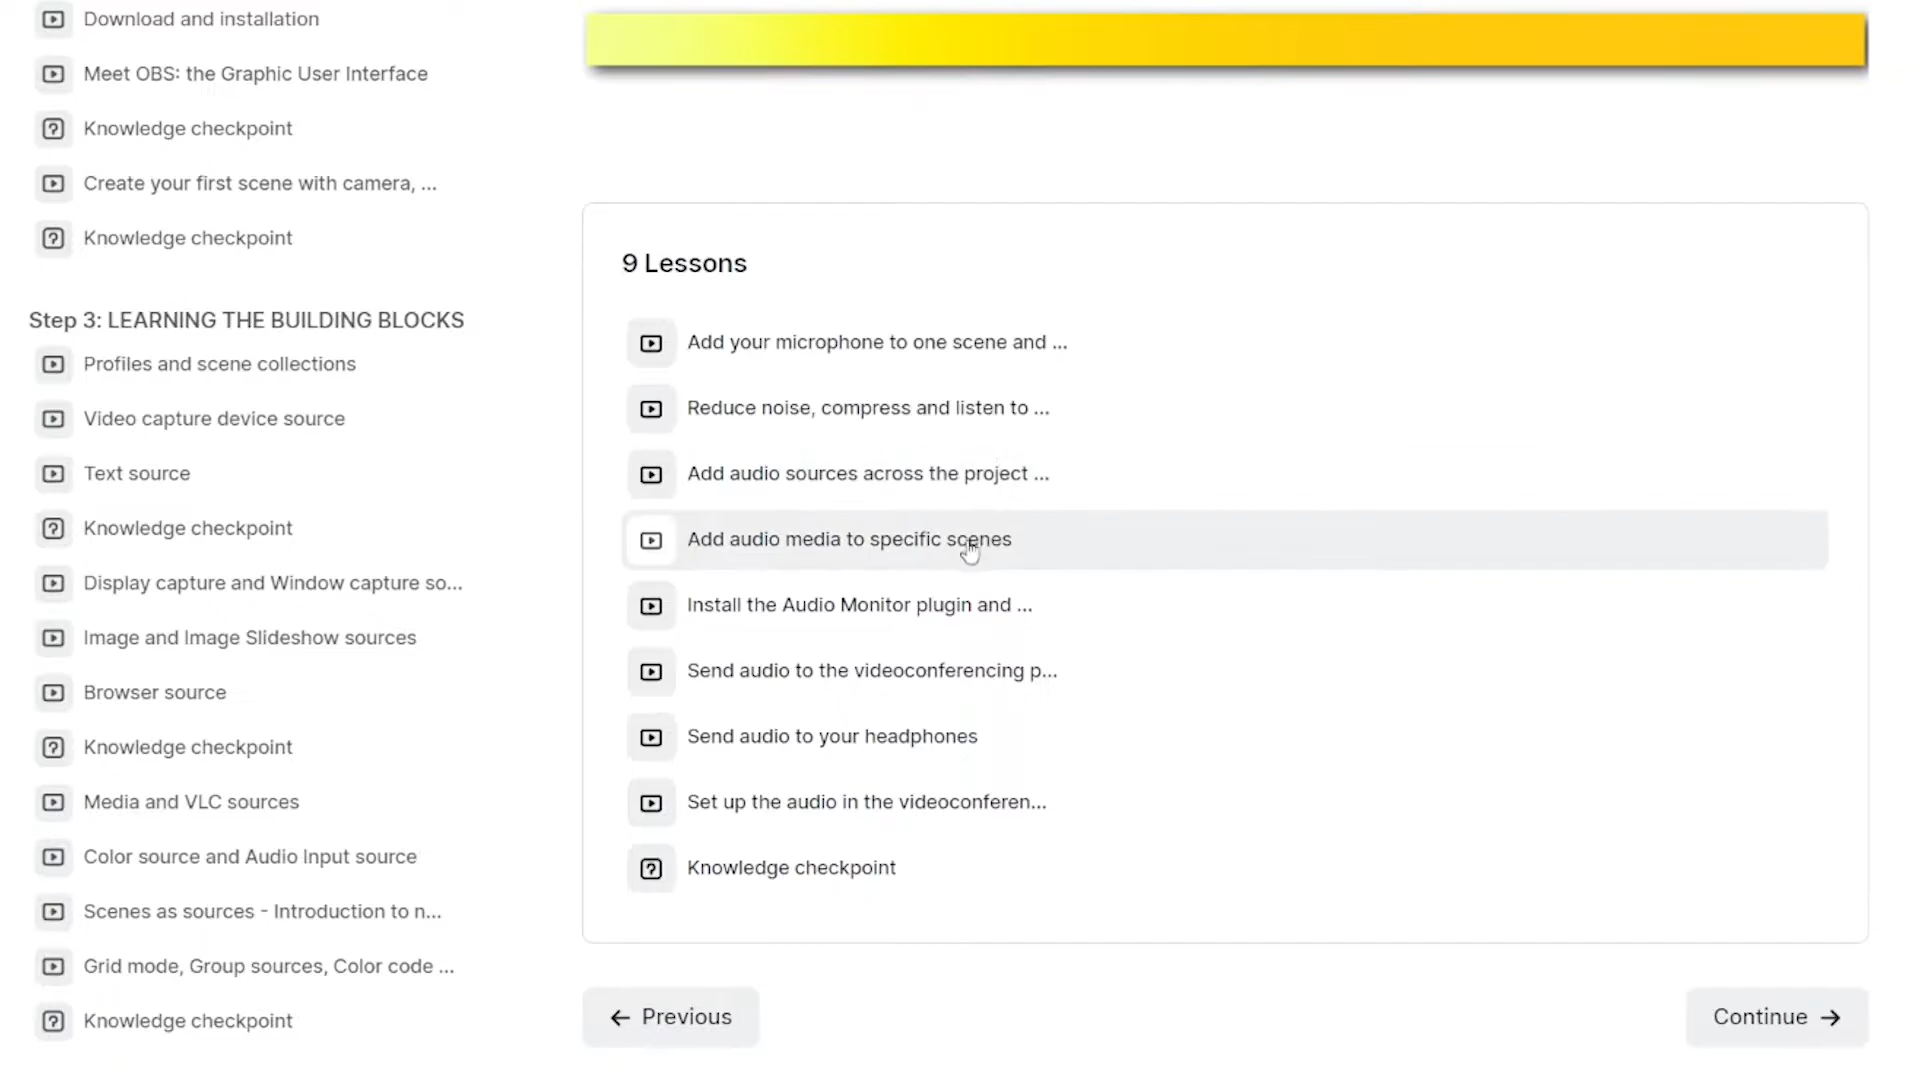 Download and installation
Meet OBS: the Graphic User Interface
Knowledge checkpoint
Create your first scene with camera, ...
Knowledge checkpoint
Step 3: LEARNING THE BUILDING BLOCKS
Profiles and scene collections
Video capture device source
Text source
Knowledge checkpoint
Display capture and Window capture so...
Image and Image Slideshow sources
Browser source
Knowledge checkpoint
Media and VLC sources
Color source and Audio Input source
Scenes as sources - Introduction to n...
Grid mode, Group sources, Color code ...
Knowledge checkpoint
9 Lessons
Add your microphone to one scene and ...
Reduce noise, compress and listen to ...
Add audio sources across the project ...
Add audio media to specific scenes
Install the Audio Monitor plugin and ...
Send audio to the videoconferencing p...
Send audio to your headphones
Set up the audio in the videoconferen...
Knowledge checkpoint
Previous
Continue